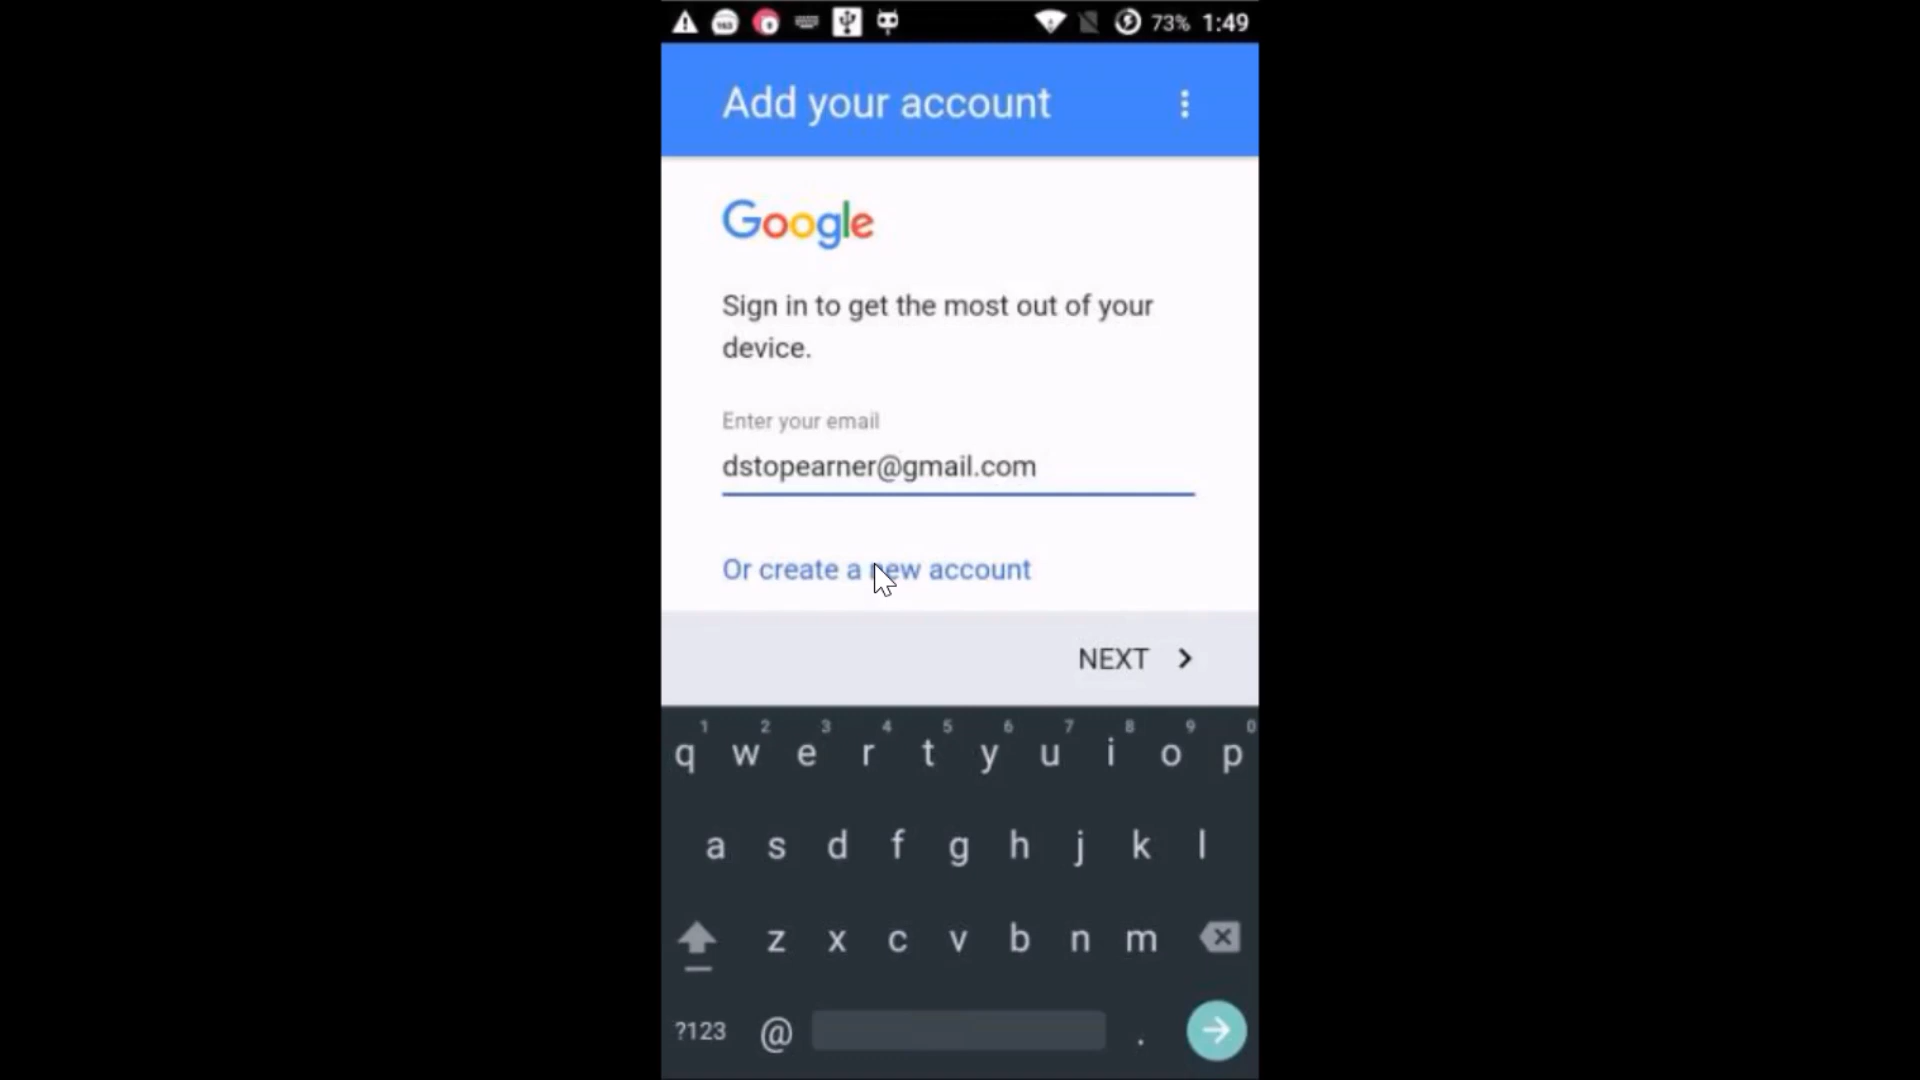 73% 1:49
Add your account
Google
Sign in to get the most out of your
device.
Enter your email
dstopearner@gmail.com
Or create a new account
NEXT
1 2 3 4 5 6 7 8 9 0
q w e r t y u i o p
a s d f g h j k l
z x c v b n m
?123 @ .